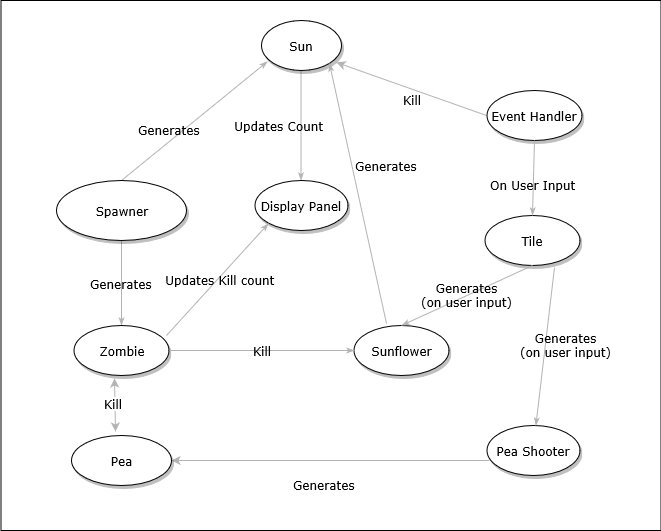 Sun
Kill
Event Handler
Generates
Updates Count
Generates
On User Input
Spawner
Display Panel
Tile
Generates
Updates Kill count
Generates
(on user input)
Zombie
Kill
Sunflower
Generates
(on user input)
Kill
Pea
Pea Shooter
Generates